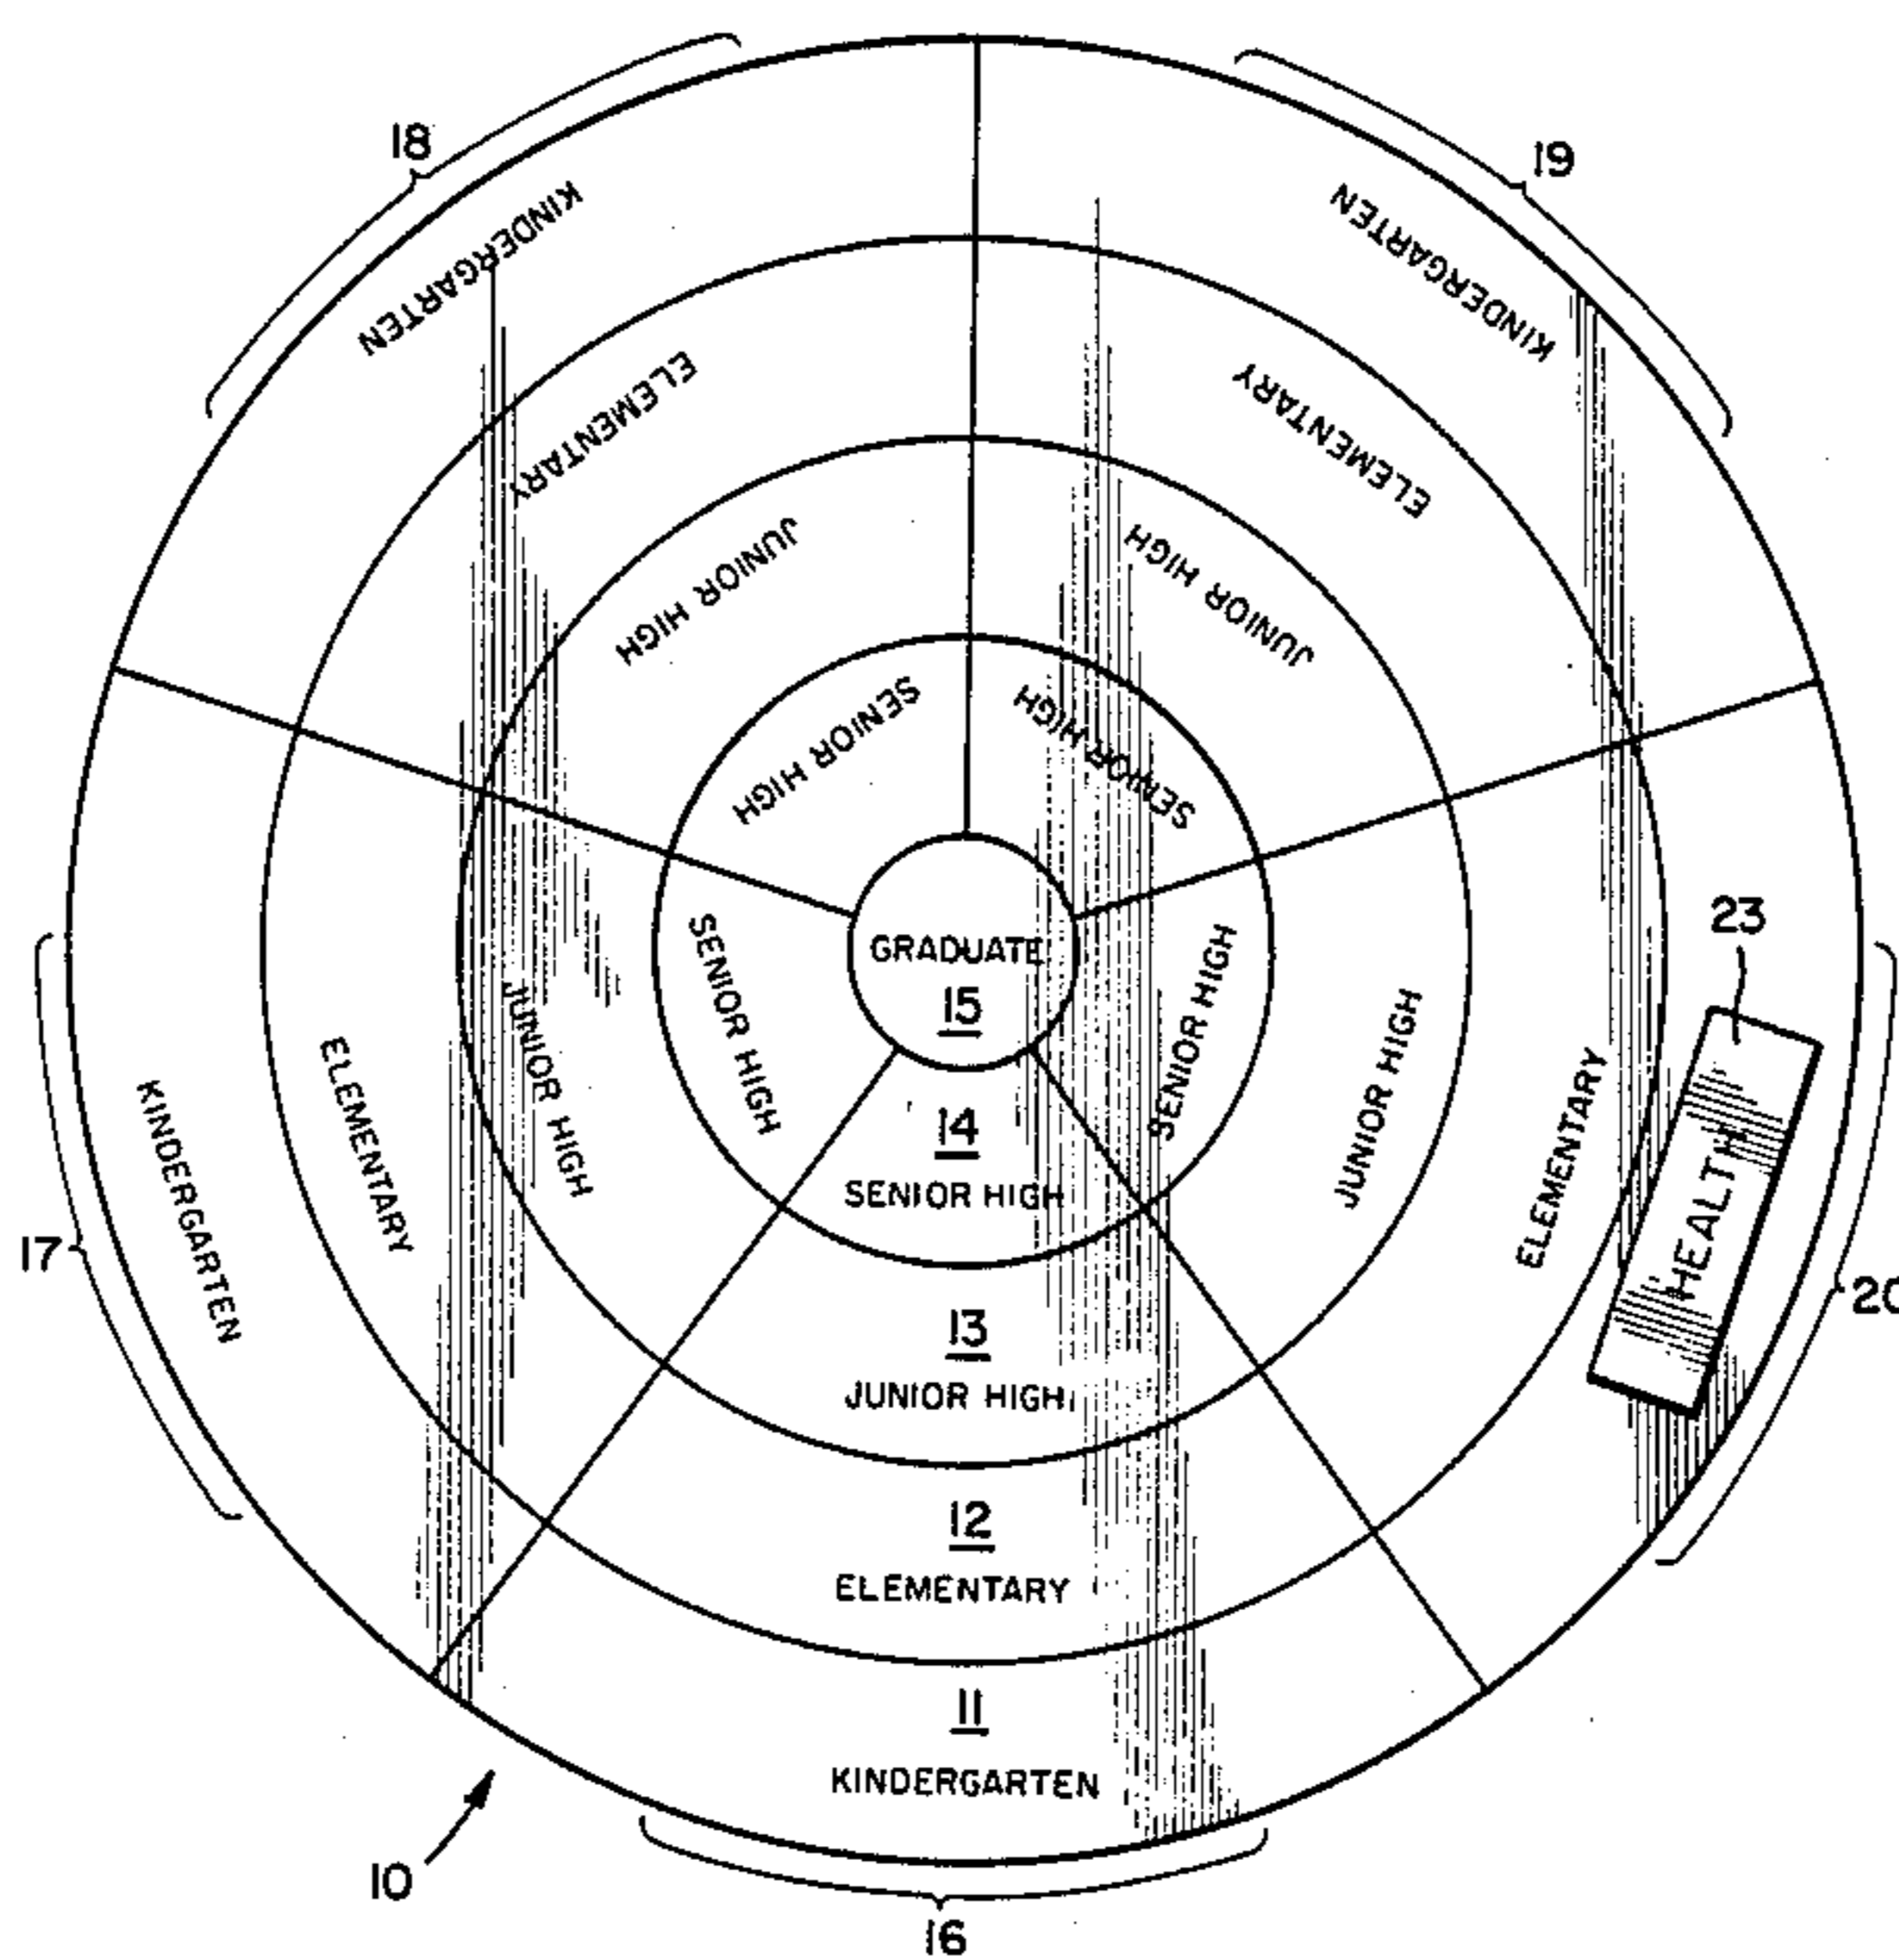 18
19
KINDERGARTEN
KINDERGARTEN
ELEMENTARY
ELEMENTARY
JUNIOR HIGH
JUNIOR HIGH
SENIOR HIGH
SENIOR HIGH
GRADUATE
15
SENIOR HIGH
SENIOR HIGH
JUNIOR HIGH
JUNIOR HIGH
ELEMENTARY
ELEMENTARY
KINDERGARTEN
23
HEALTH
17
20
14
SENIOR HIGH
13
JUNIOR HIGH
12
ELEMENTARY
11
KINDERGARTEN
10
16